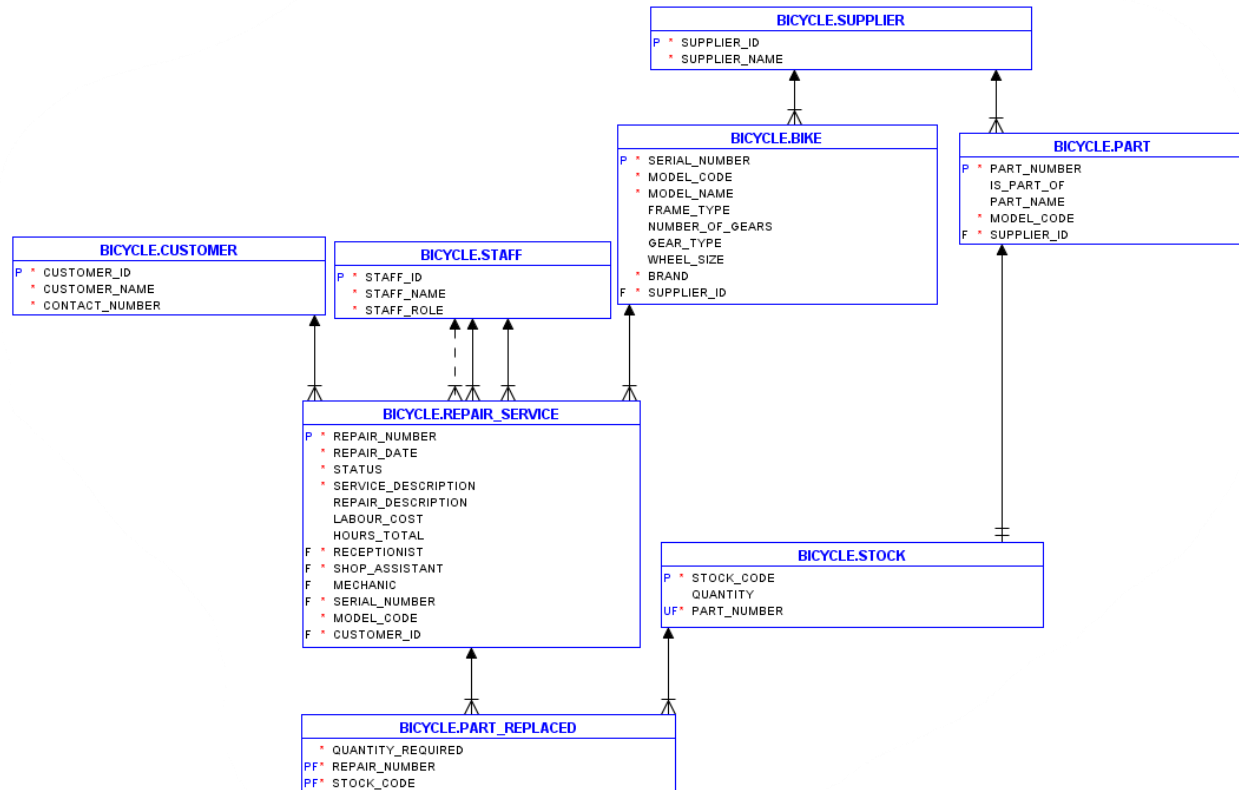 BICYCLE.SUPPLIER
P * SUPPLIER_ID
* SUPPLIER_NAME
BICYCLE.BIKE
P * SERIAL_NUMBER
* MODEL_CODE
* MODEL_NAME
FRAME_TYPE
NUMBER_OF_GEARS
GEAR_TYPE
WHEEL_SIZE
* BRAND
F * SUPPLIER_ID
BICYCLE.PART
P * PART_NUMBER
IS_PART_OF
PART_NAME
* MODEL_CODE
F * SUPPLIER_ID
BICYCLE.CUSTOMER
P * CUSTOMER_ID
* CUSTOMER_NAME
* CONTACT_NUMBER
BICYCLE.STAFF
P * STAFF_ID
* STAFF_NAME
* STAFF_ROLE
BICYCLE.REPAIR_SERVICE
P * REPAIR_NUMBER
* REPAIR_DATE
* STATUS
* SERVICE_DESCRIPTION
REPAIR_DESCRIPTION
LABOUR_COST
HOURS_TOTAL
F * RECEPTIONIST
F * SHOP_ASSISTANT
F MECHANIC
F * SERIAL_NUMBER
* MODEL_CODE
F * CUSTOMER_ID
BICYCLE.STOCK
P * STOCK_CODE
QUANTITY
UF* PART_NUMBER
BICYCLE.PART_REPLACED
* QUANTITY_REQUIRED
PF* REPAIR_NUMBER
PF* STOCK_CODE